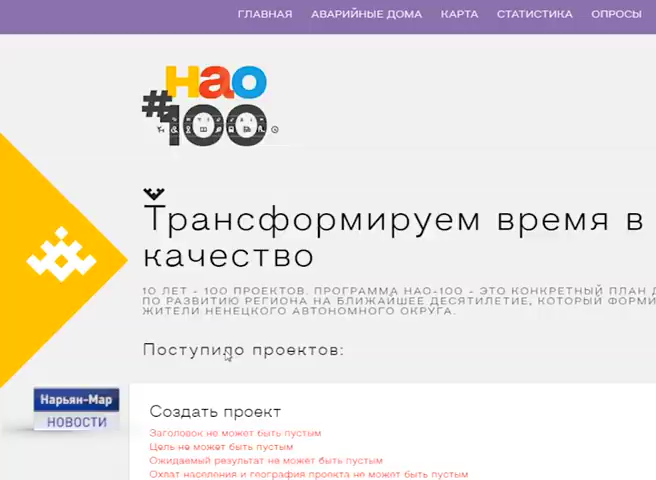 ГЛАВНАЯ АВАРИЙНЫЕ ДОМА КАРТА СТАТИСТИКА ОПРОСЫ
нао
#100
Трансформируем время в
качество
10 ЛЕТ - 100 ПРОЕКТОВ. ПРОГРАММА НАО-100 - ЭТО КОНКРЕТНЫЙ ПЛАН
ПО РАЗВИТИЮ РЕГИОНА НА БЛИЖАЙШЕЕ ДЕСЯТИЛЕТИЕ, КОТОРЫЙ ФОРМИ
ЖИТЕЛИ НЕНЕЦКОГО АВТОНОМНОГО ОКРУГА.
Поступило проектов:
Нарьян-Мар
НОВОСТИ
Создать проект
Заголовок не может быть пустым
Цель не может быть пустым
Ожидаемый результат не может быть пустым
Охват населения и география проекта не может быть пустым